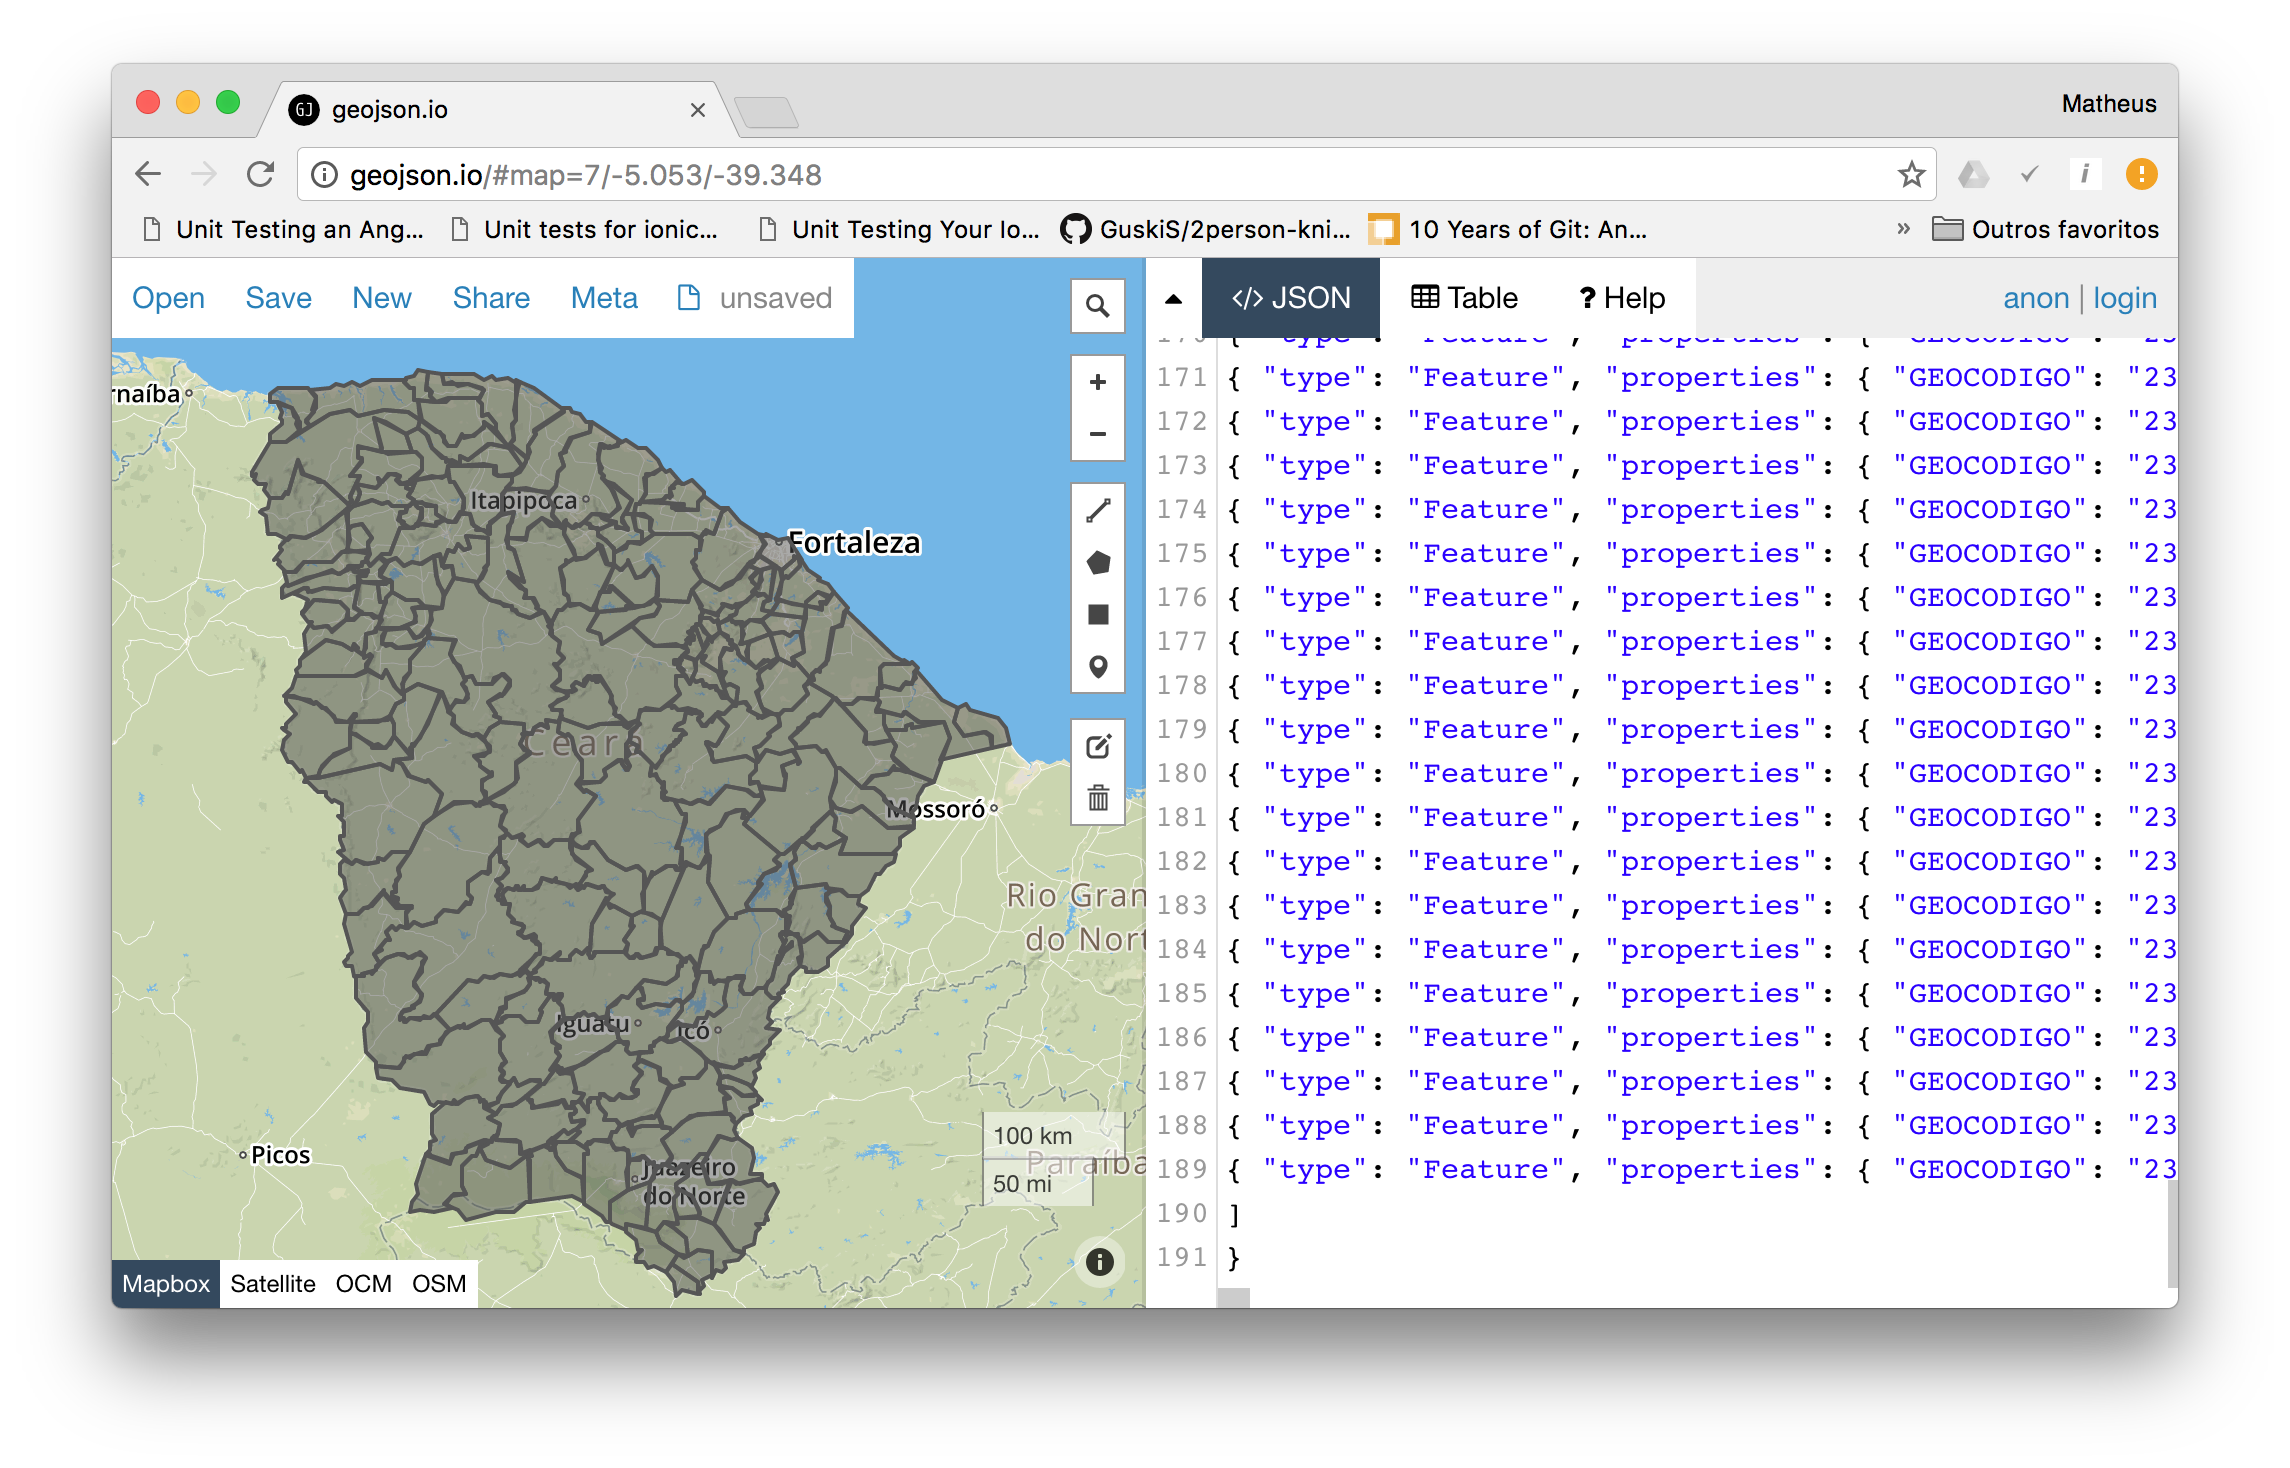 GJ geojson.io
Matheus
geojson.io/#map=7/-5.053/-39.348
Unit Testing an Ang... Unit tests for ionic... Unit Testing Your Io... GuskiS/2person-kni... 10 Years of Git: An... » Outros favoritos
Open Save New Share Meta unsaved
</> JSON Table ? Help anon | login
rnaíba
Itapipoca
Fortaleza
Ceará
Mossoró
Rio Gran
do Nort
Iguatu
Icó
Picos
Juazeiro
do Norte
Paraíba
100 km
50 mi
Mapbox Satellite OCM OSM
170 { "type": "Feature", "properties": { "GEOCODIGO": "23
171 { "type": "Feature", "properties": { "GEOCODIGO": "23
172 { "type": "Feature", "properties": { "GEOCODIGO": "23
173 { "type": "Feature", "properties": { "GEOCODIGO": "23
174 { "type": "Feature", "properties": { "GEOCODIGO": "23
175 { "type": "Feature", "properties": { "GEOCODIGO": "23
176 { "type": "Feature", "properties": { "GEOCODIGO": "23
177 { "type": "Feature", "properties": { "GEOCODIGO": "23
178 { "type": "Feature", "properties": { "GEOCODIGO": "23
179 { "type": "Feature", "properties": { "GEOCODIGO": "23
180 { "type": "Feature", "properties": { "GEOCODIGO": "23
181 { "type": "Feature", "properties": { "GEOCODIGO": "23
182 { "type": "Feature", "properties": { "GEOCODIGO": "23
183 { "type": "Feature", "properties": { "GEOCODIGO": "23
184 { "type": "Feature", "properties": { "GEOCODIGO": "23
185 { "type": "Feature", "properties": { "GEOCODIGO": "23
186 { "type": "Feature", "properties": { "GEOCODIGO": "23
187 { "type": "Feature", "properties": { "GEOCODIGO": "23
188 { "type": "Feature", "properties": { "GEOCODIGO": "23
189 { "type": "Feature", "properties": { "GEOCODIGO": "23
190 ]
191 }